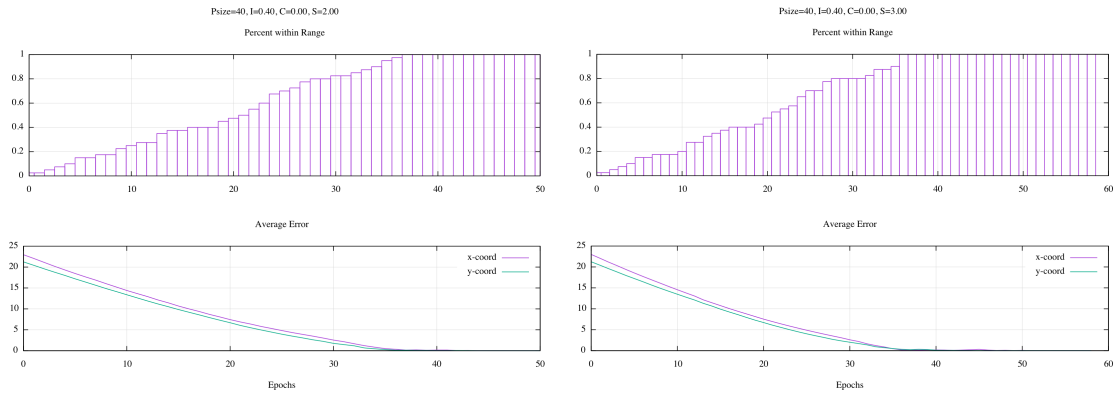 Psize=40, I=0.40, C=0.00, S=2.00
Percent within Range
1
0.8
0.6
0.4
0.2
0
0 10 20 30 40 50
Average Error
25
20
15
10
5
0
x-coord
y-coord
0 10 20 30 40 50
Epochs
Psize=40, I=0.40, C=0.00, S=3.00
Percent within Range
1
0.8
0.6
0.4
0.2
0
0 10 20 30 40 50 60
Average Error
25
20
15
10
5
0
x-coord
y-coord
0 10 20 30 40 50 60
Epochs